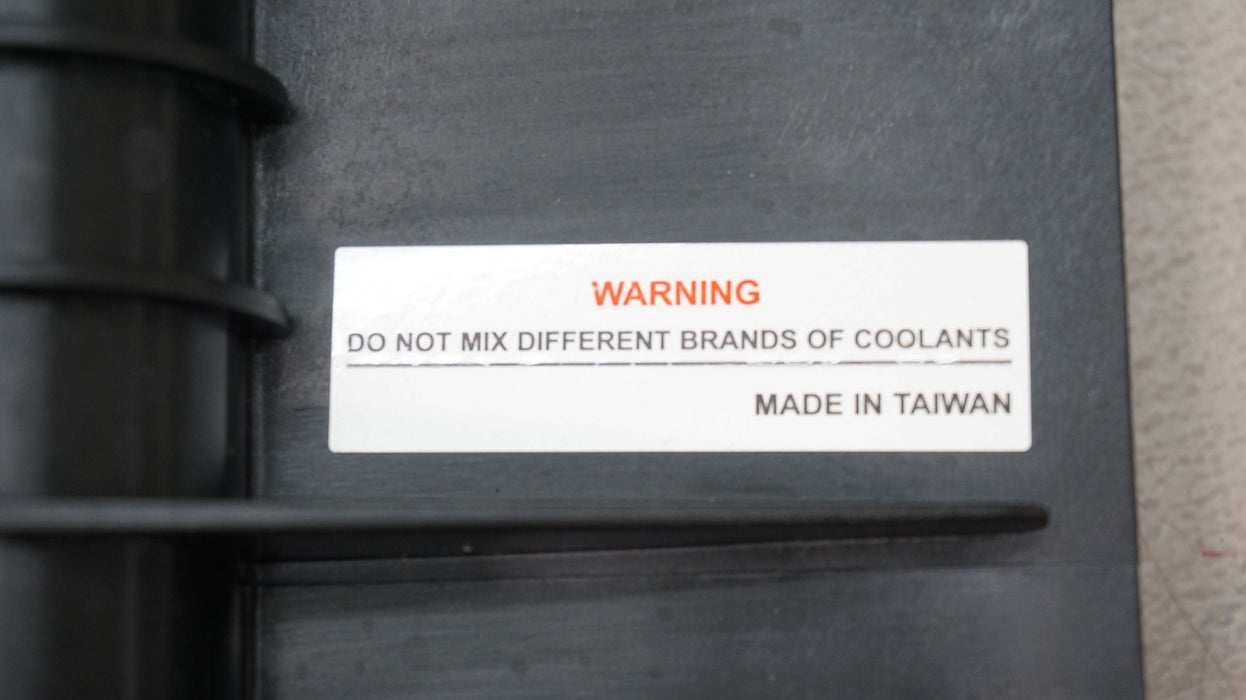 WARNING
DO NOT MIX DIFFERENT BRANDS OF COOLANTS
MADE IN TAIWAN